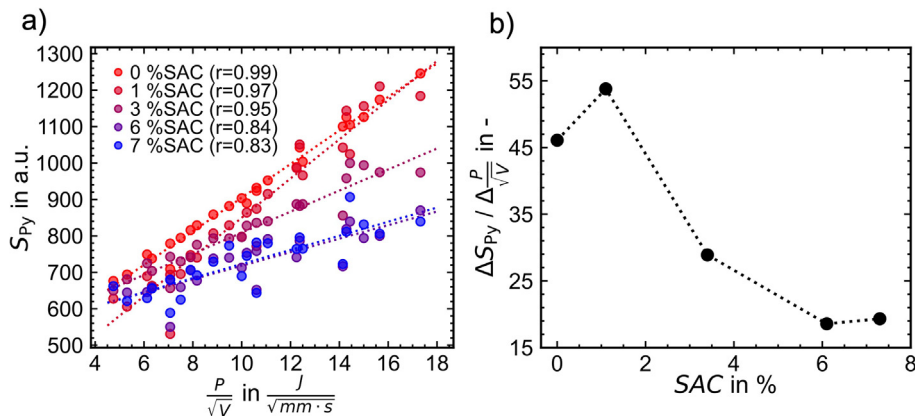 a)
1300
1200
1100
1000
900
800
700
600
500
S_Py in a.u.
0 %SAC (r=0.99)
1 %SAC (r=0.97)
3 %SAC (r=0.95)
6 %SAC (r=0.84)
7 %SAC (r=0.83)
4 6 8 10 12 14 16 18
P/√V in J/√mm · s
b)
55
45
35
25
15
ΔS_Py / Δ P/√V in -
0 2 4 6 8
SAC in %